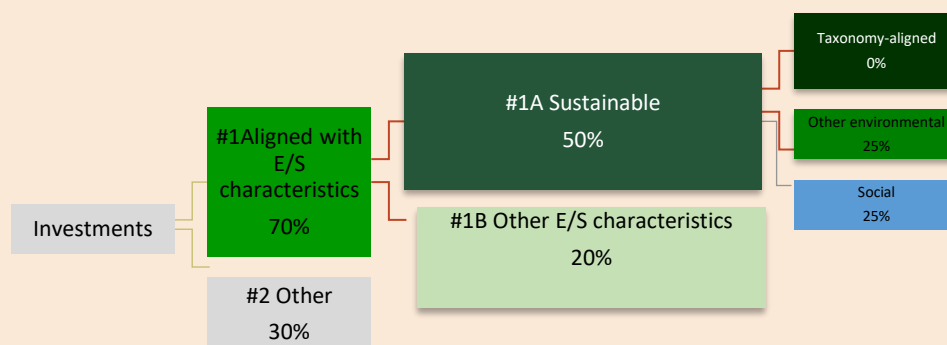 Investments
#1Aligned with
E/S
characteristics
70%
#2 Other
30%
#1A Sustainable
50%
#1B Other E/S characteristics
20%
Taxonomy-aligned
0%
Other environmental
25%
Social
25%